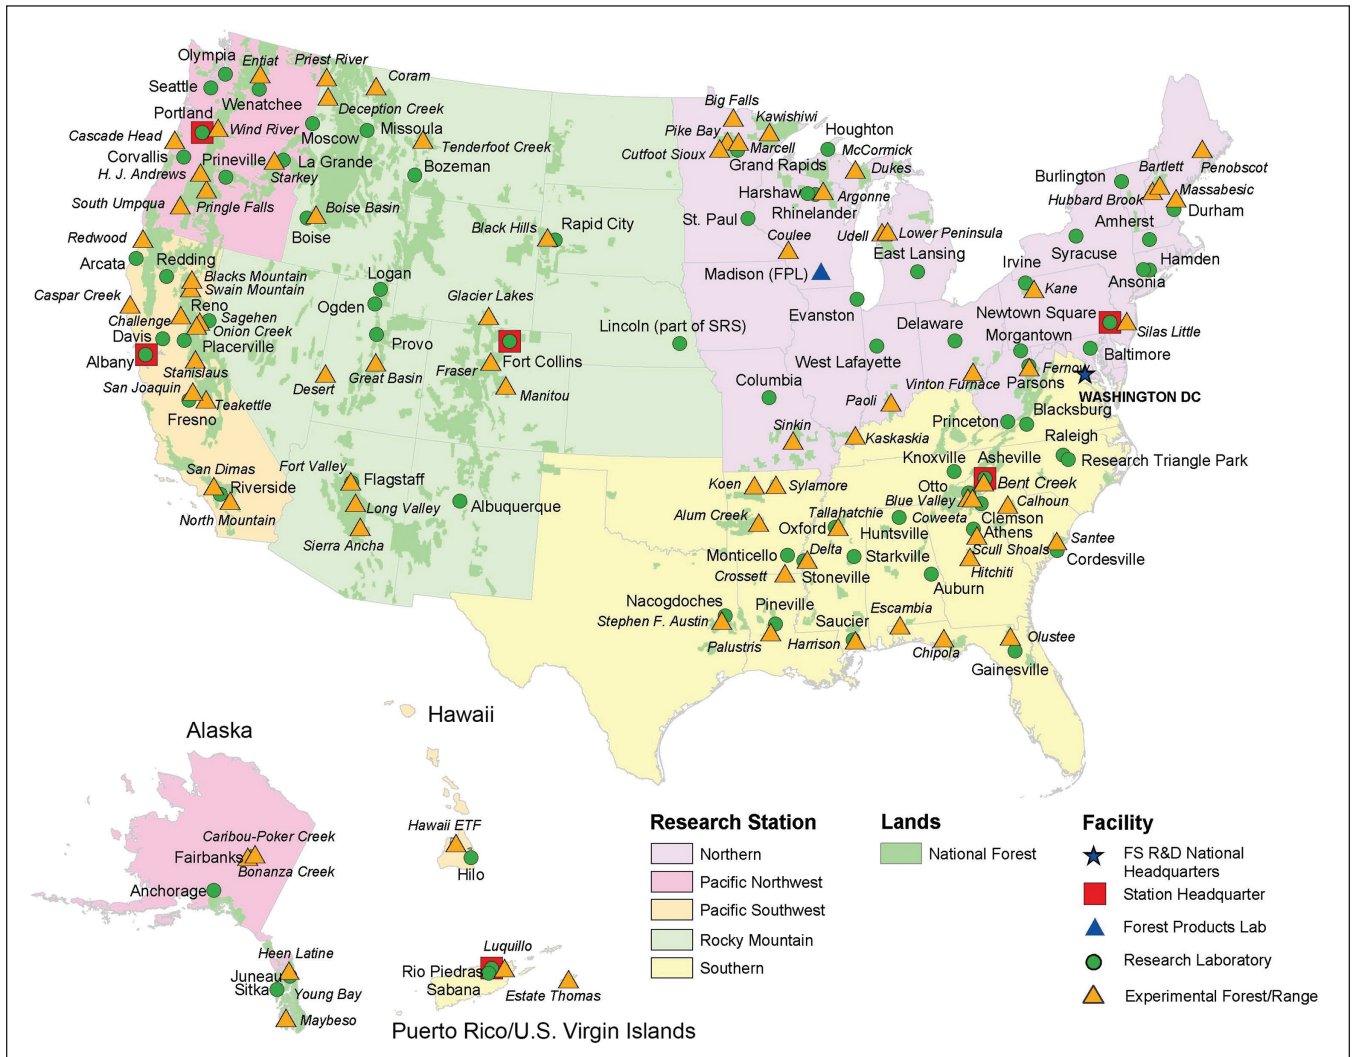 Olympia
Entiat
Priest River
Coram
Seattle
Wenatchee
Deception Creek
Portland
Wind River
Moscow
Missoula
Cascade Head
Tenderfoot Creek
Corvallis
Prineville
La Grande
Bozeman
H. J. Andrews
Starkey
South Umpqua
Pringle Falls
Boise Basin
Boise
Black Hills
Rapid City
Redwood
Arcata
Redding
Blacks Mountain
Swain Mountain
Logan
Caspar Creek
Reno
Ogden
Glacier Lakes
Challenge
Sagehen
Onion Creek
Davis
Placerville
Provo
Lincoln (part of SRS)
Albany
Stanislaus
Great Basin
Fraser
Fort Collins
San Joaquin
Teakettle
Desert
Manitou
Fresno
San Dimas
Riverside
Fort Valley
Flagstaff
North Mountain
Long Valley
Albuquerque
Sierra Ancha
Big Falls
Kawishiwi
Houghton
Pike Bay
Marcell
McCormick
Cutfoot Sioux
Grand Rapids
Dukes
Harshaw
Argonne
Rhinelander
St. Paul
Coulee
Udell
Lower Peninsula
East Lansing
Madison (FPL)
Evanston
Delaware
West Lafayette
Columbia
Vinton Furnace
Paoli
Sinkin
Kaskaskia
Burlington
Bartlett
Penobscot
Hubbard Brook
Massabesic
Durham
Amherst
Syracuse
Hamden
Irvine
Ansonia
Kane
Newtown Square
Morgantown
Silas Little
Baltimore
Fernow
Parsons
WASHINGTON DC
Blacksburg
Princeton
Raleigh
Research Triangle Park
Knoxville
Asheville
Otto
Bent Creek
Blue Valley
Calhoun
Coweeta
Clemson
Koen
Sylamore
Alum Creek
Tallahatchie
Oxford
Huntsville
Athens
Santee
Monticello
Delta
Starkville
Scull Shoals
Cordesville
Crossett
Stoneville
Hitchiti
Auburn
Nacogdoches
Pineville
Saucier
Escambia
Stephen F. Austin
Palustris
Harrison
Chipola
Olustee
Gainesville
Alaska
Hawaii
Caribou-Poker Creek
Fairbanks
Bonanza Creek
Anchorage
Hawaii ETF
Hilo
Heen Latine
Juneau
Sitka
Young Bay
Maybeso
Luquillo
Rio Piedras
Sabana
Estate Thomas
Puerto Rico/U.S. Virgin Islands
Research Station
Northern
Pacific Northwest
Pacific Southwest
Rocky Mountain
Southern
Lands
National Forest
Facility
FS R&D National
Headquarters
Station Headquarter
Forest Products Lab
Research Laboratory
Experimental Forest/Range